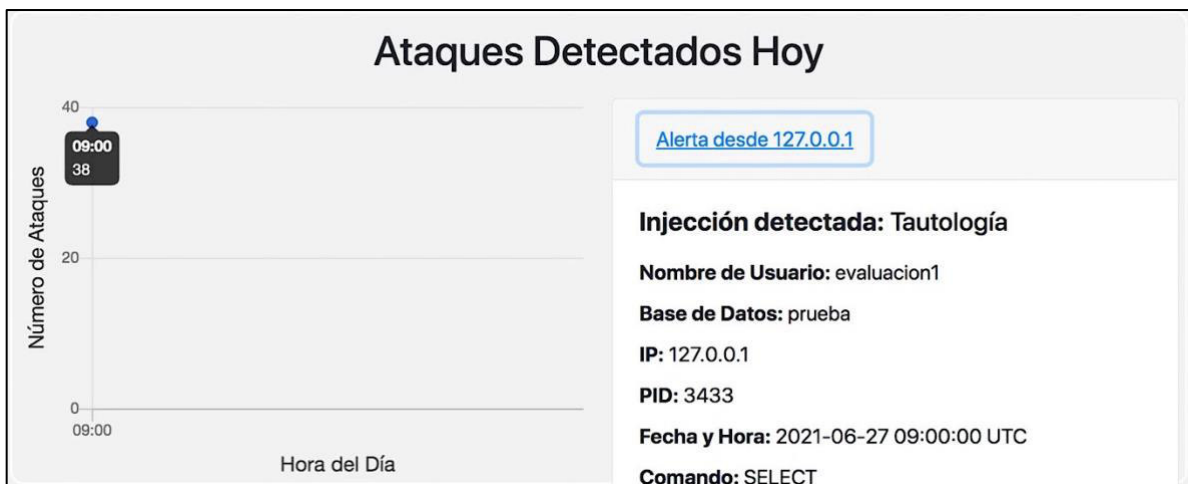 Ataques Detectados Hoy
40
09:00
38
Número de Ataques
20
0
09:00
Hora del Día
Alerta desde 127.0.0.1
Injección detectada: Tautología
Nombre de Usuario: evaluacion1
Base de Datos: prueba
IP: 127.0.0.1
PID: 3433
Fecha y Hora: 2021-06-27 09:00:00 UTC
Comando: SELECT